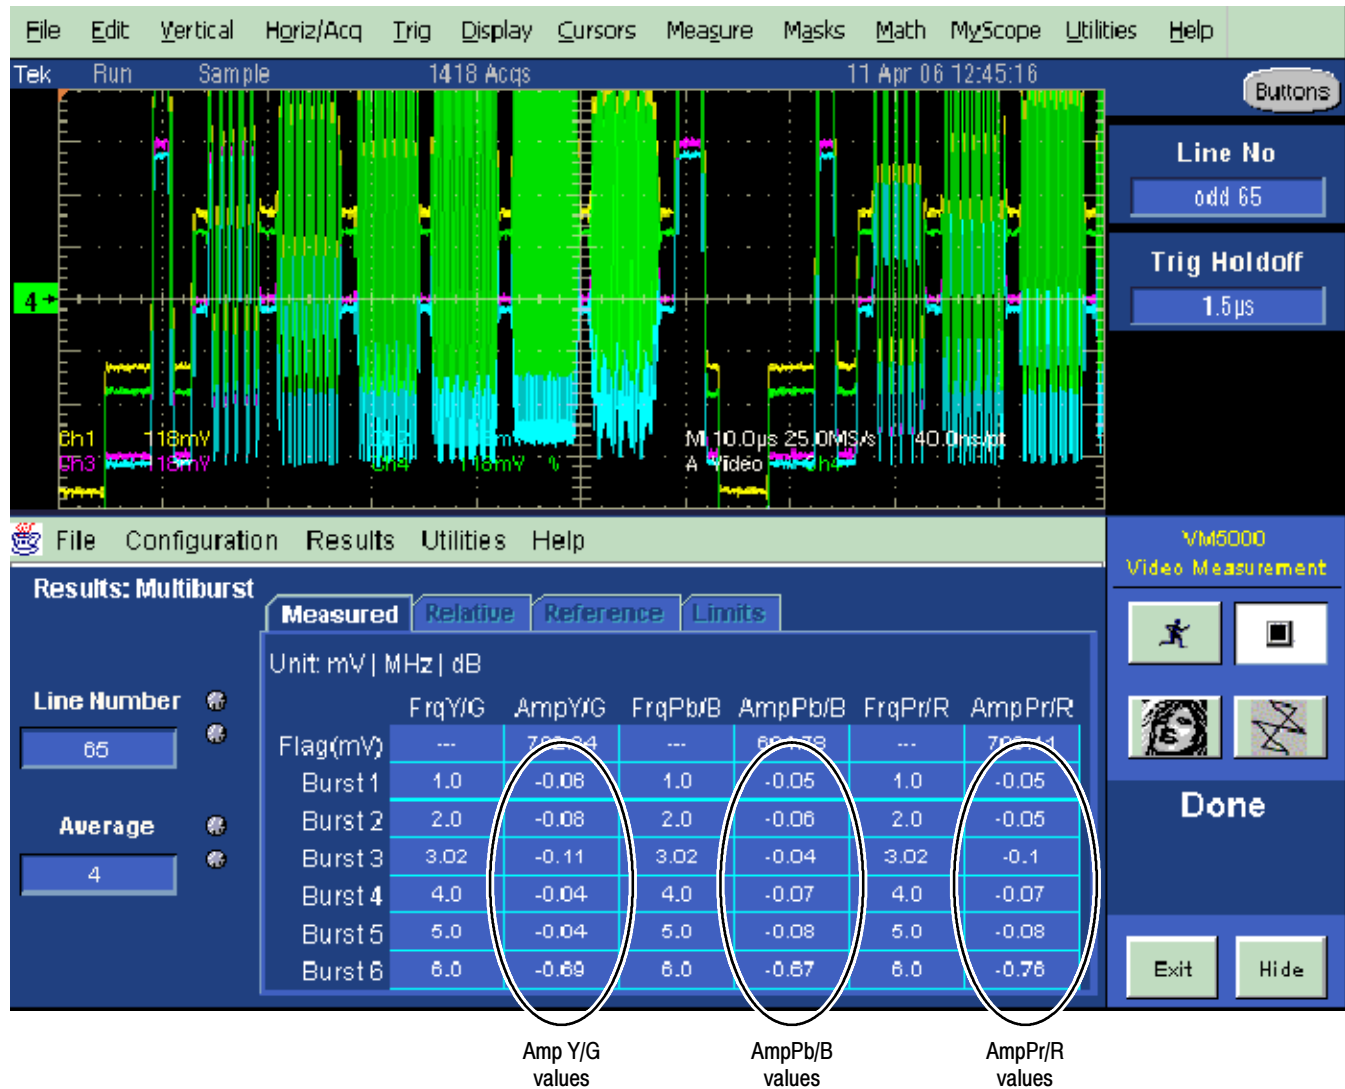 File Edit Vertical Horiz/Acq Trig Display Cursors Measure Masks Math MyScope Utilities Help
Tek Run Sample 1418 Acqs 11 Apr 06 12:45:16
Buttons
Line No
odd 65
Trig Holdoff
1.5µs
4
Ch1 118mV M 10.0µs 25.0MS/s 40.0ns/pt
Ch3 118mV Ch4 118mV A Video Ch4
File Configuration Results Utilities Help
VM5000
Video Measurement
Results: Multiburst
Measured Relative Reference Limits
Unit: mV | MHz | dB
FrqY/G AmpY/G FrqPb/B AmpPb/B FrqPr/R AmpPr/R
Flag(mV) --- --- ---
Burst 1 1.0 -0.06 1.0 -0.05 1.0 -0.05
Burst 2 2.0 -0.08 2.0 -0.06 2.0 -0.05
Burst 3 3.02 -0.11 3.02 -0.04 3.02 -0.1
Burst 4 4.0 -0.04 4.0 -0.07 4.0 -0.07
Burst 5 5.0 -0.04 5.0 -0.08 5.0 -0.08
Burst 6 6.0 -0.69 6.0 -0.67 6.0 -0.76
Line Number
65
Average
4
Done
Exit Hide
Amp Y/G
values
AmpPb/B
values
AmpPr/R
values